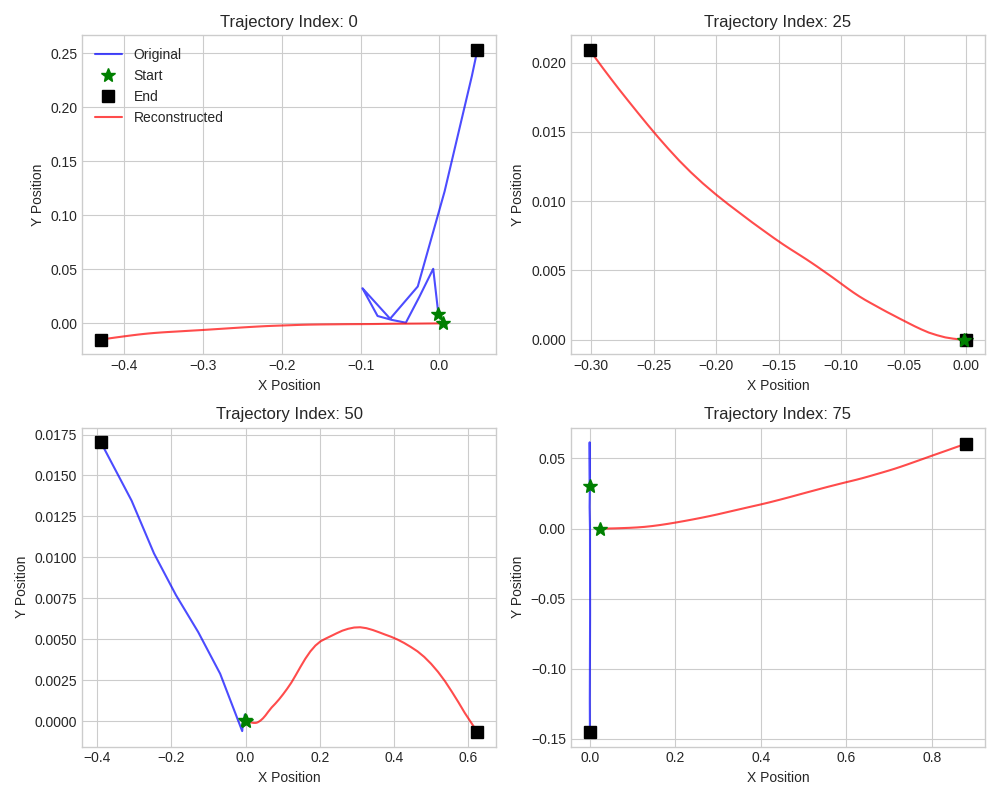 Trajectory Index: 0
Original
Start
End
Reconstructed
Y Position
0.25
0.20
0.15
0.10
0.05
0.00
−0.4
−0.3
−0.2
−0.1
0.0
X Position
Trajectory Index: 25
Y Position
0.020
0.015
0.010
0.005
0.000
−0.30
−0.25
−0.20
−0.15
−0.10
−0.05
0.00
X Position
Trajectory Index: 50
Y Position
0.0175
0.0150
0.0125
0.0100
0.0075
0.0050
0.0025
0.0000
−0.4
−0.2
0.0
0.2
0.4
0.6
X Position
Trajectory Index: 75
Y Position
0.05
0.00
−0.05
−0.10
−0.15
0.0
0.2
0.4
0.6
0.8
X Position